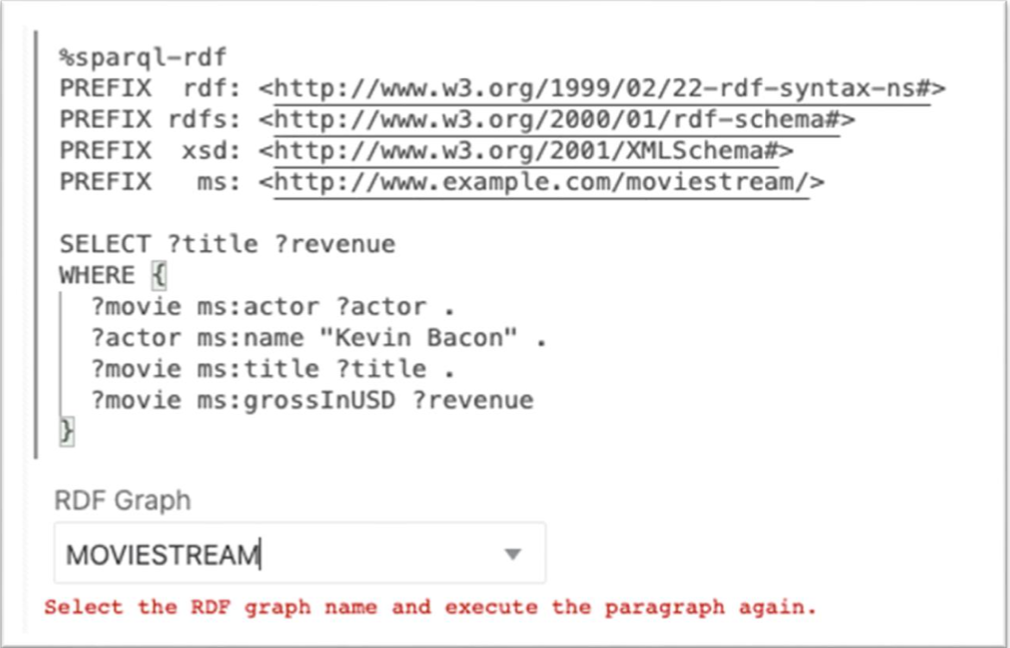 %sparql-rdf
PREFIX  rdf: <http://www.w3.org/1999/02/22-rdf-syntax-ns#>
PREFIX rdfs: <http://www.w3.org/2000/01/rdf-schema#>
PREFIX  xsd: <http://www.w3.org/2001/XMLSchema#>
PREFIX   ms: <http://www.example.com/moviestream/>

SELECT ?title ?revenue
WHERE {
  ?movie ms:actor ?actor .
  ?actor ms:name "Kevin Bacon" .
  ?movie ms:title ?title .
  ?movie ms:grossInUSD ?revenue
}
RDF Graph
MOVIESTREAM
Select the RDF graph name and execute the paragraph again.